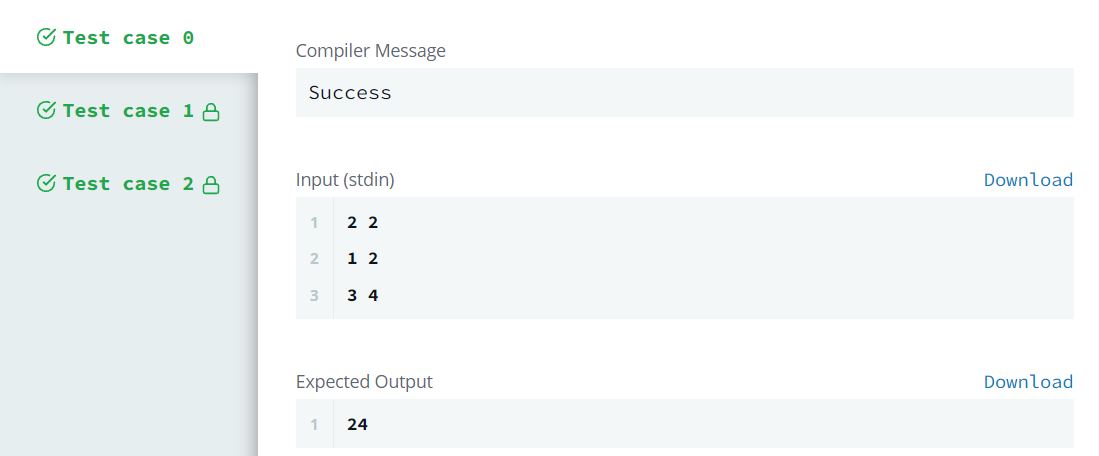 Test case 0
Test case 1
Test case 2
Compiler Message
Success
Input (stdin)
Download
1 2 2
2 1 2
3 3 4
Expected Output
Download
1 24